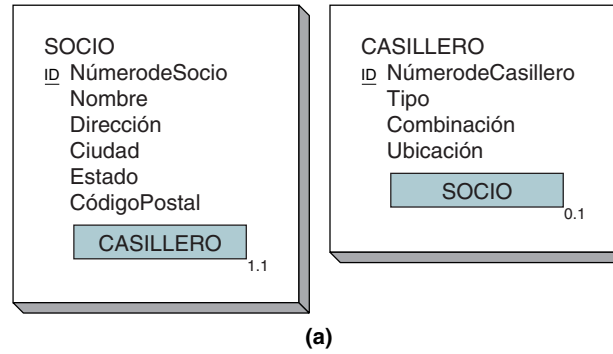 SOCIO
ID NúmerodeSocio
Nombre
Dirección
Ciudad
Estado
CódigoPostal
CASILLERO
1.1
CASILLERO
ID NúmerodeCasillero
Tipo
Combinación
Ubicación
SOCIO
0.1
(a)